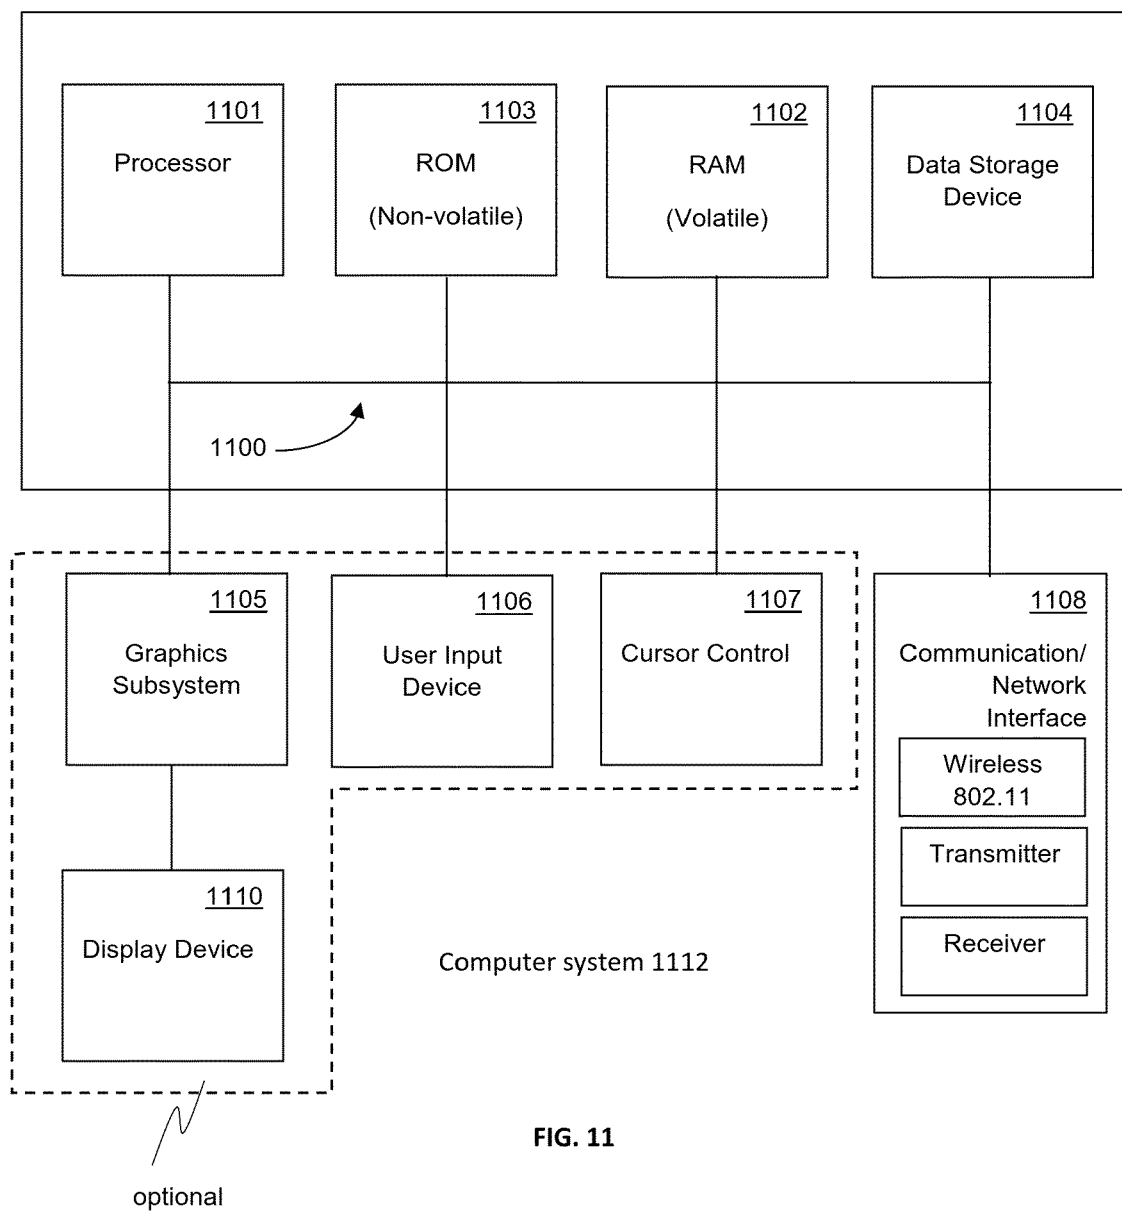 1101
Processor
1103
ROM
(Non-volatile)
1102
RAM
(Volatile)
1104
Data Storage
Device
1100
1105
Graphics
Subsystem
1106
User Input
Device
1107
Cursor Control
1108
Communication/
Network
Interface
Wireless
802.11
Transmitter
Receiver
1110
Display Device
Computer system 1112
optional
FIG. 11